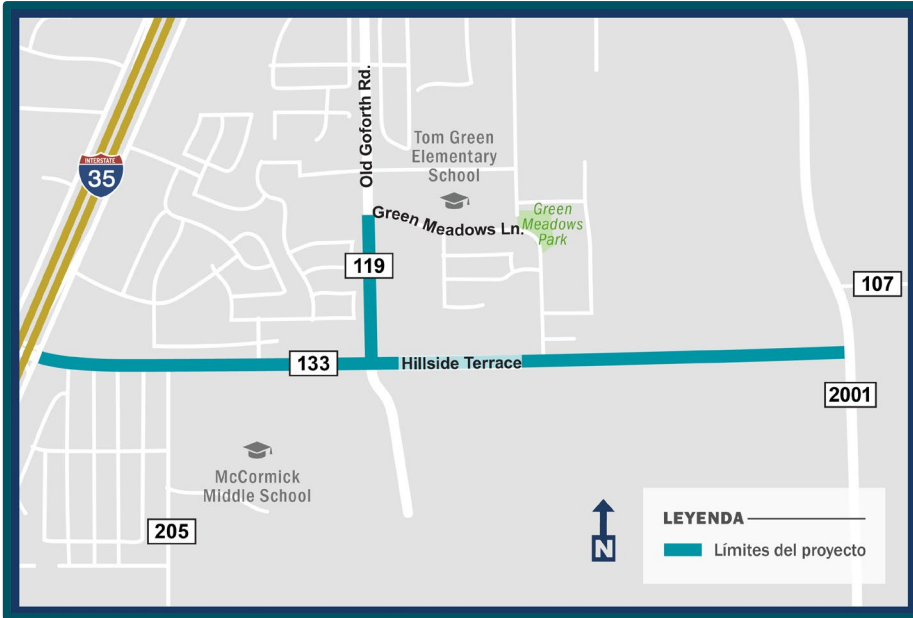 INTERSTATE
35
Old Goforth Rd.
Tom Green
Elementary
School
Green Meadows Ln.
Green
Meadows
Park
119
107
133
Hillside Terrace
2001
McCormick
Middle School
205
N
LEYENDA
Límites del proyecto